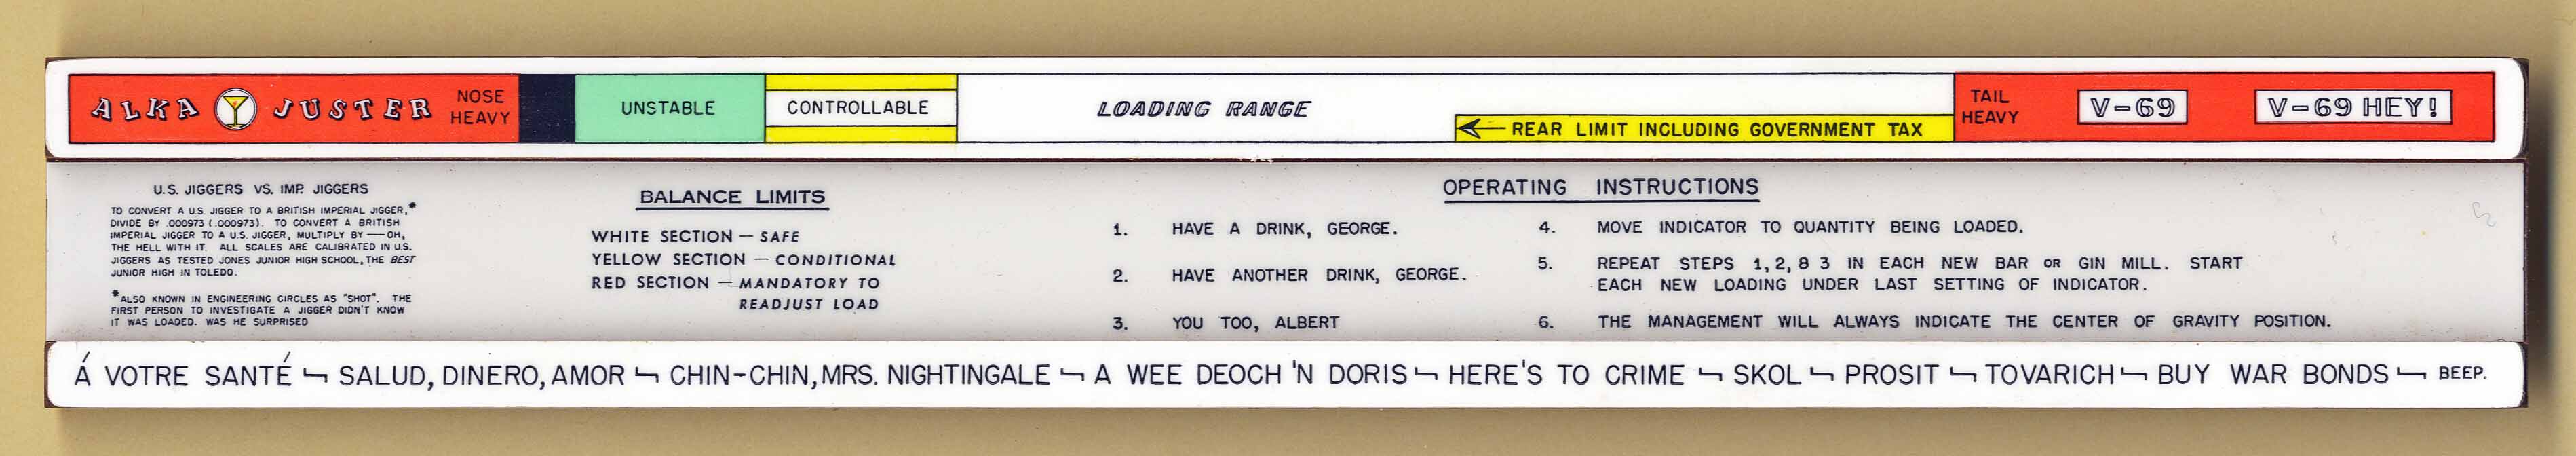 ALKA JUSTER
NOSE
HEAVY
UNSTABLE
CONTROLLABLE
LOADING RANGE
REAR LIMIT INCLUDING GOVERNMENT TAX
TAIL
HEAVY
V-69
V-69 HEY!
U.S. JIGGERS VS. IMP. JIGGERS
TO CONVERT A U.S. JIGGER TO A BRITISH IMPERIAL JIGGER,*
DIVIDE BY .000973 (.000973). TO CONVERT A BRITISH
IMPERIAL JIGGER TO A U.S. JIGGER, MULTIPLY BY — OH,
THE HELL WITH IT. ALL SCALES ARE CALIBRATED IN U.S.
JIGGERS AS TESTED JONES JUNIOR HIGH SCHOOL, THE BEST
JUNIOR HIGH IN TOLEDO.
*ALSO KNOWN IN ENGINEERING CIRCLES AS "SHOT". THE
FIRST PERSON TO INVESTIGATE A JIGGER DIDN'T KNOW
IT WAS LOADED. WAS HE SURPRISED
BALANCE LIMITS
WHITE SECTION — SAFE
YELLOW SECTION — CONDITIONAL
RED SECTION — MANDATORY TO
READJUST LOAD
OPERATING INSTRUCTIONS
1. HAVE A DRINK, GEORGE.
2. HAVE ANOTHER DRINK, GEORGE.
3. YOU TOO, ALBERT
4. MOVE INDICATOR TO QUANTITY BEING LOADED.
5. REPEAT STEPS 1, 2, & 3 IN EACH NEW BAR OR GIN MILL. START
EACH NEW LOADING UNDER LAST SETTING OF INDICATOR.
6. THE MANAGEMENT WILL ALWAYS INDICATE THE CENTER OF GRAVITY POSITION.
Á VOTRE SANTÉ ⌐ SALUD, DINERO, AMOR ⌐ CHIN-CHIN, MRS. NIGHTINGALE ⌐ A WEE DEOCH 'N DORIS ⌐ HERE'S TO CRIME ⌐ SKOL ⌐ PROSIT ⌐ TOVARICH ⌐ BUY WAR BONDS ⌐ BEEP.